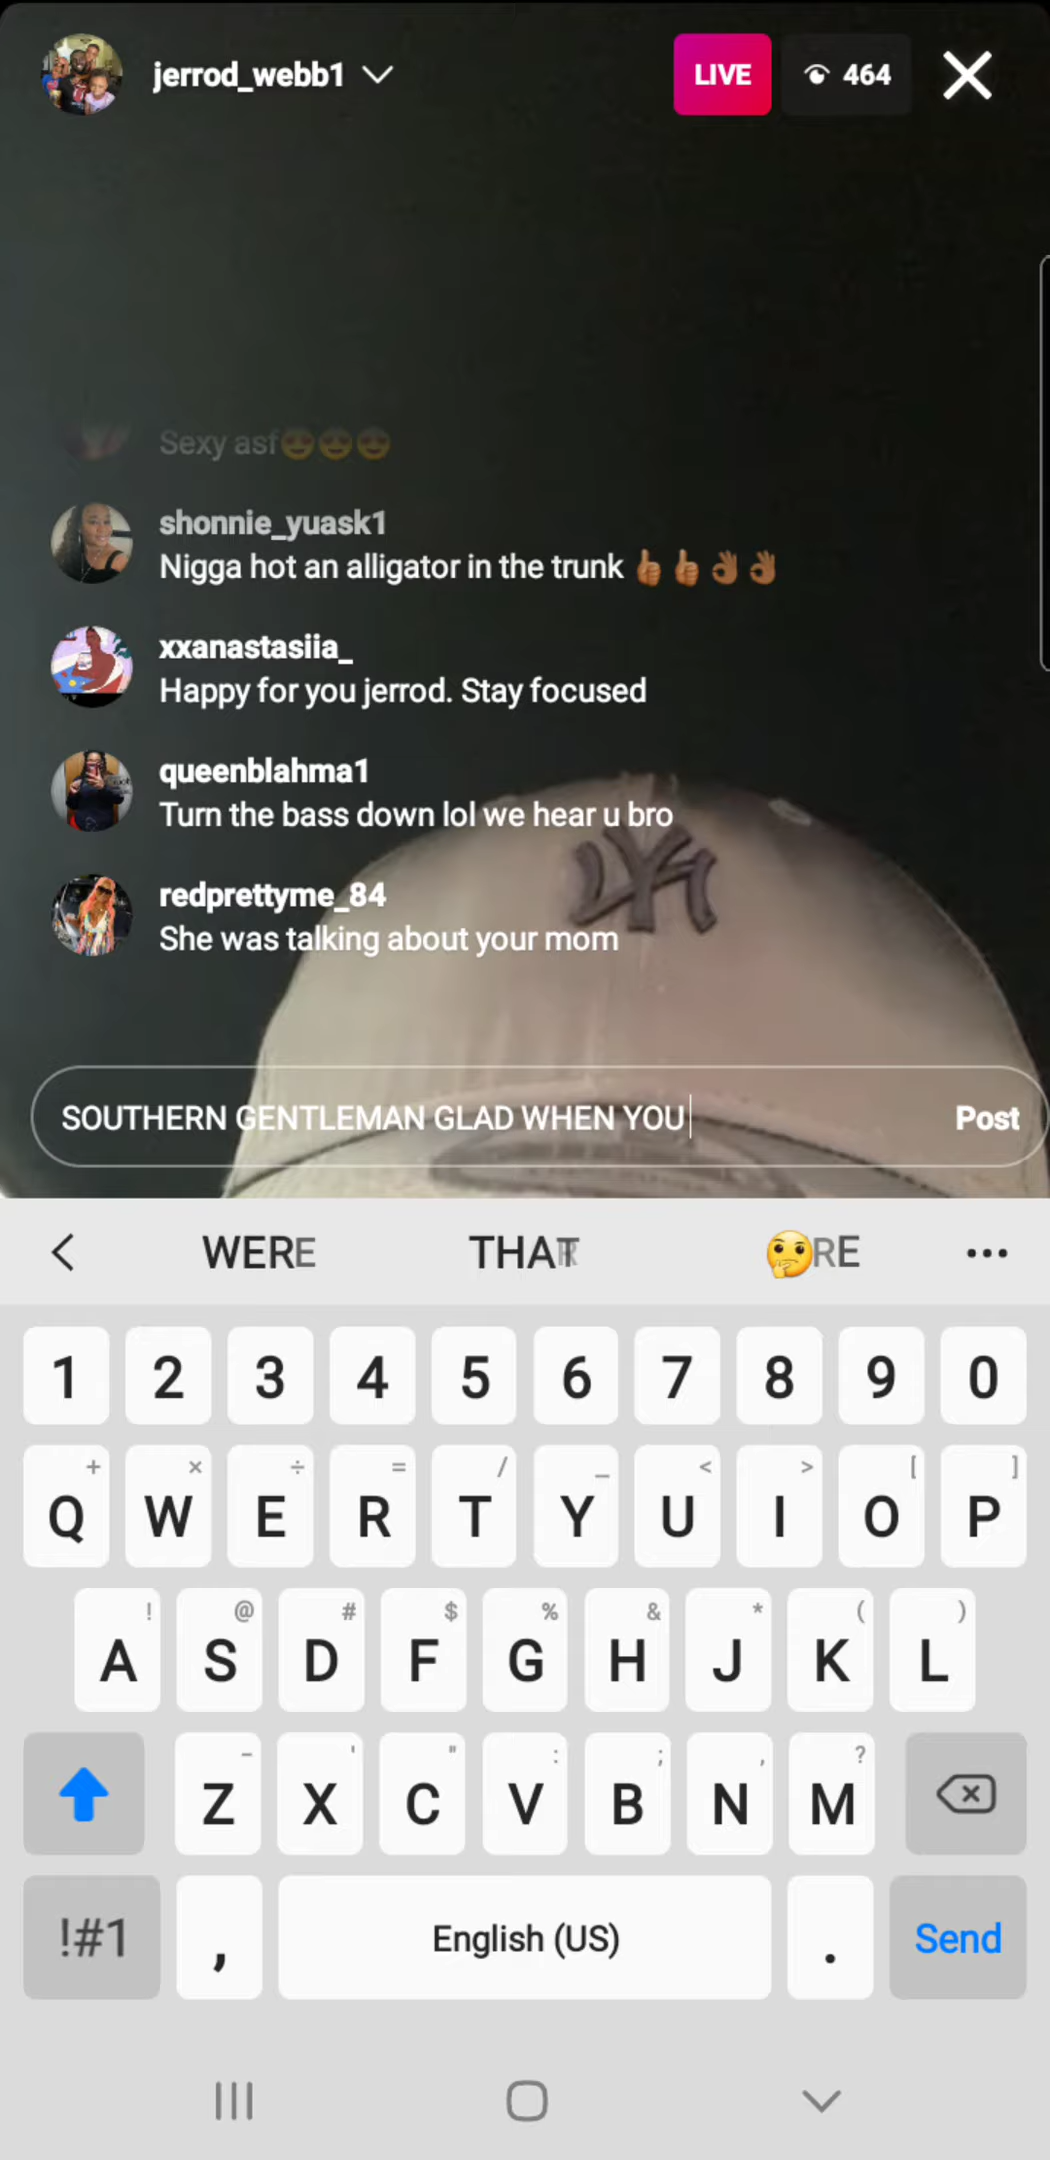 jerrod_webb1
LIVE
464
Sexy asf😍😍😍
shonnie_yuask1
Nigga hot an alligator in the trunk 👍🏾👍🏾👌🏾👌🏾
xxanastasiia_
Happy for you jerrod. Stay focused
queenblahma1
Turn the bass down lol we hear u bro
redprettyme_84
She was talking about your mom
NY
SOUTHERN GENTLEMAN GLAD WHEN YOU
Post
WERE
THAT
1 2 3 4 5 6 7 8 9 0
+ × ÷ = / _ < > [ ]
Q W E R T Y U I O P
! @ # $ % & * ( )
A S D F G H J K L
- ' " : ; , ?
Z X C V B N M
!#1 , English (US) . Send